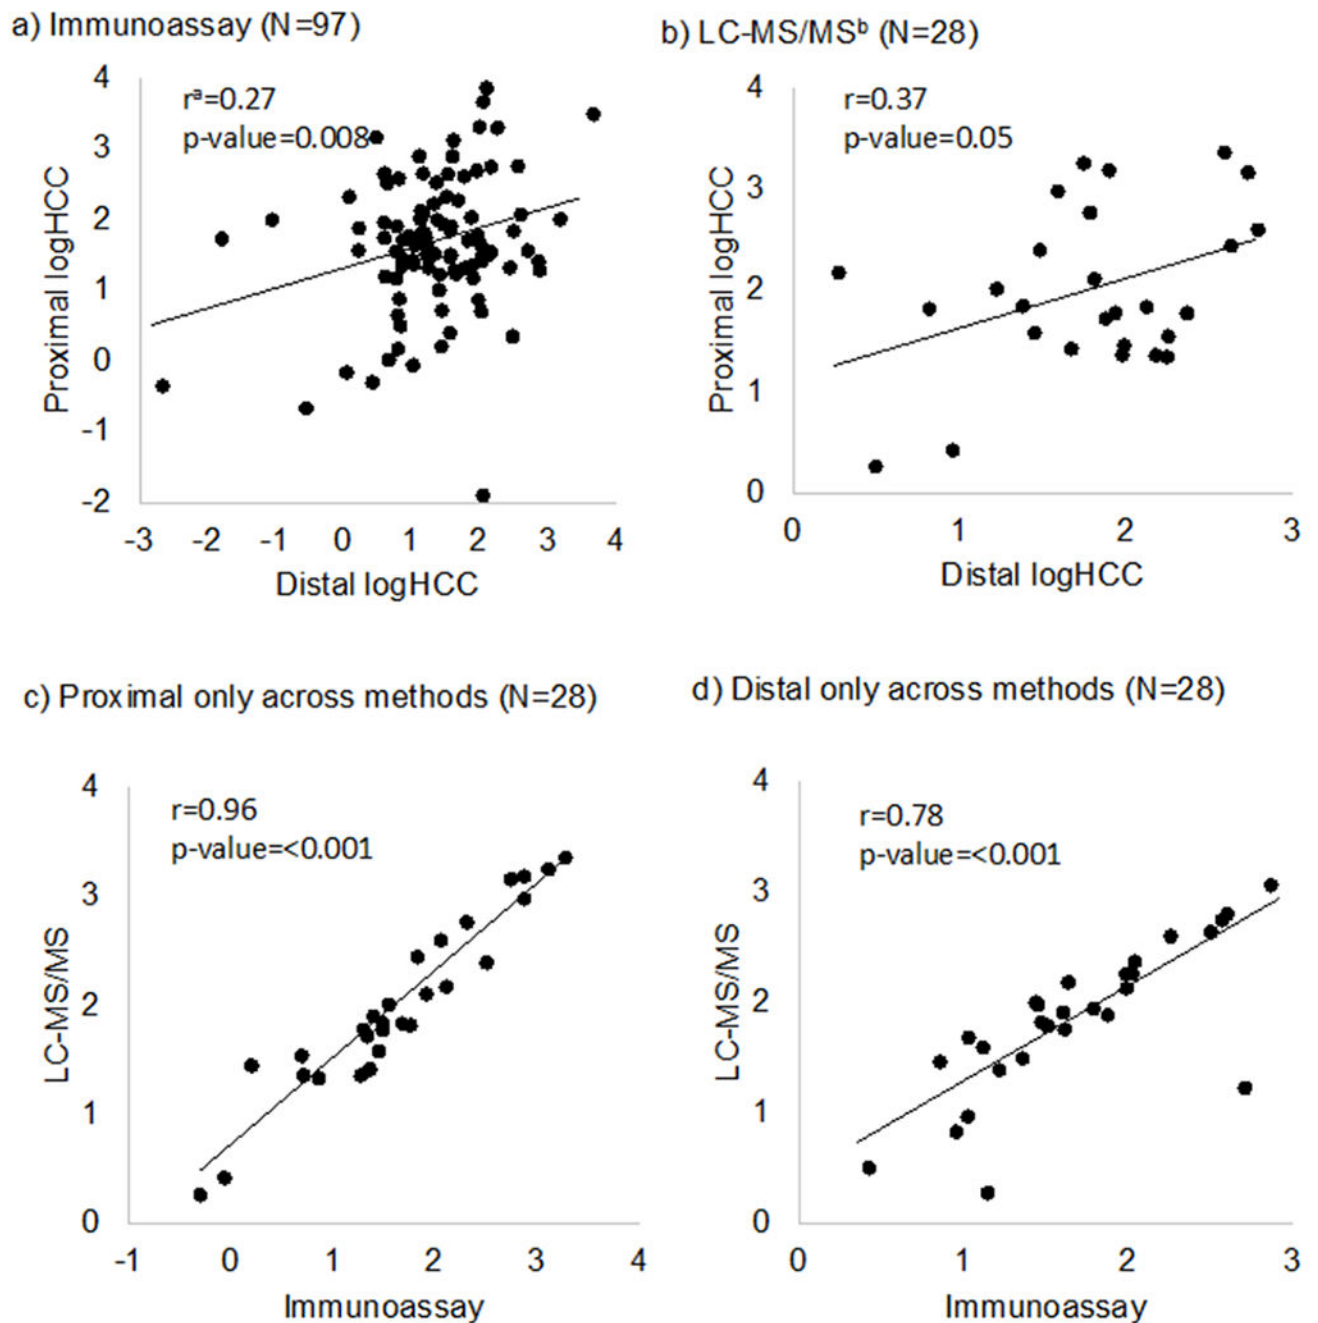 a) Immunoassay (N=97)
rª=0.27
p-value=0.008
4
3
2
1
0
-1
-2
Proximal logHCC
-3 -2 -1 0 1 2 3 4
Distal logHCC
b) LC-MS/MSᵇ (N=28)
r=0.37
p-value=0.05
4
3
2
1
0
Proximal logHCC
0 1 2 3
Distal logHCC
c) Proximal only across methods (N=28)
r=0.96
p-value=<0.001
4
3
2
1
0
LC-MS/MS
-1 0 1 2 3 4
Immunoassay
d) Distal only across methods (N=28)
r=0.78
p-value=<0.001
4
3
2
1
0
LC-MS/MS
0 1 2 3
Immunoassay